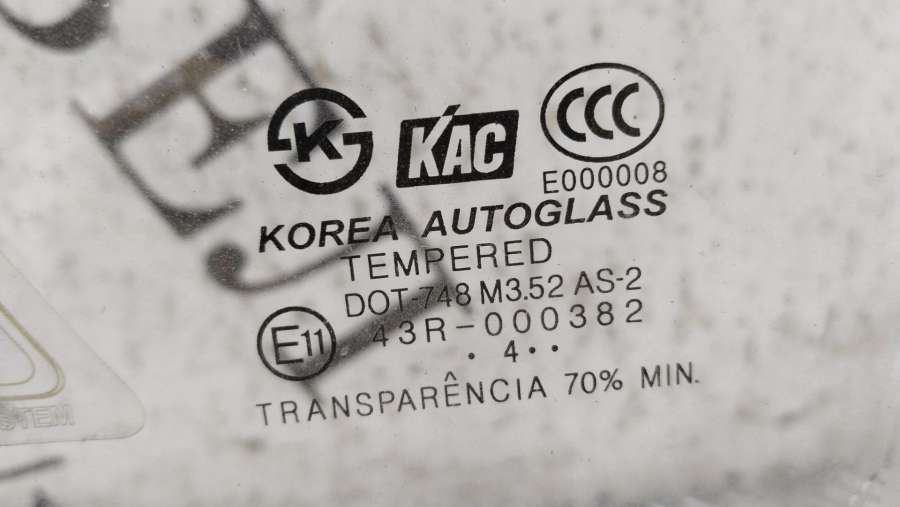 K
KAC
CCC
E000008
KOREA AUTOGLASS
TEMPERED
DOT-748 M3.52 AS-2
E11
43R-000382
. 4 . .
TRANSPARÊNCIA 70% MIN.